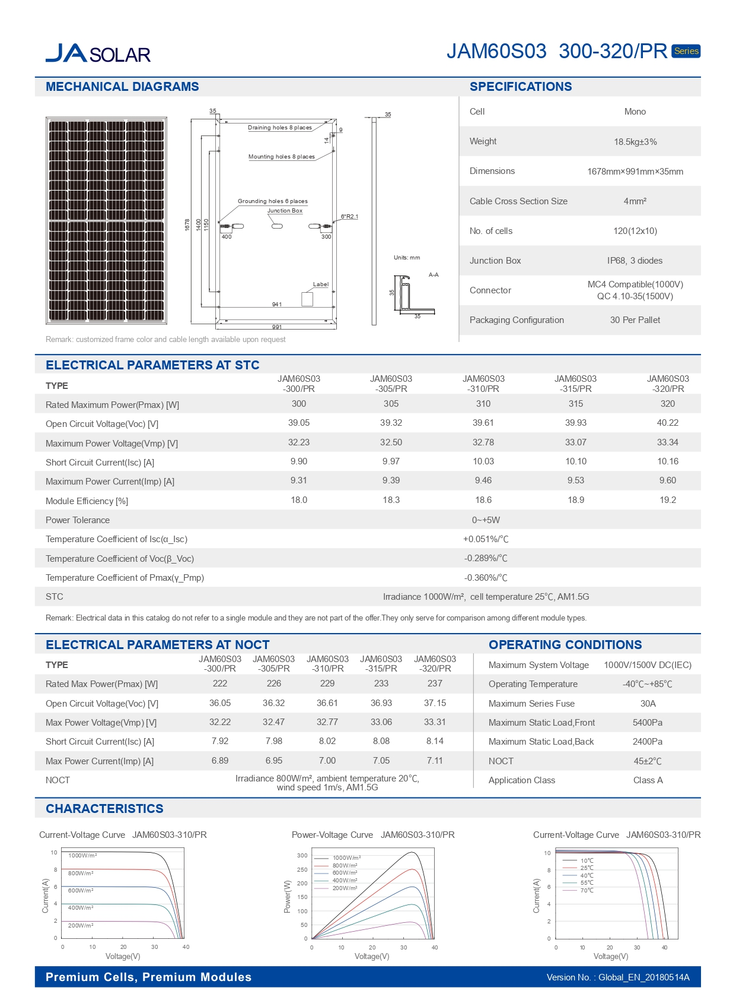 JA SOLAR
JAM60S03 300-320/PR Series
MECHANICAL DIAGRAMS
35
Draining holes 8 places
9
14
Mounting holes 8 places
Grounding holes 6 places
Junction Box
6*R2.1
1678
1400
1150
400
300
Label
941
991
35
Units: mm
A-A
35
35
Remark: customized frame color and cable length available upon request
SPECIFICATIONS
Cell Mono
Weight 18.5kg±3%
Dimensions 1678mm×991mm×35mm
Cable Cross Section Size 4mm²
No. of cells 120(12x10)
Junction Box IP68, 3 diodes
Connector MC4 Compatible(1000V)
QC 4.10-35(1500V)
Packaging Configuration 30 Per Pallet
ELECTRICAL PARAMETERS AT STC
TYPE JAM60S03 -300/PR JAM60S03 -305/PR JAM60S03 -310/PR JAM60S03 -315/PR JAM60S03 -320/PR
Rated Maximum Power(Pmax) [W] 300 305 310 315 320
Open Circuit Voltage(Voc) [V] 39.05 39.32 39.61 39.93 40.22
Maximum Power Voltage(Vmp) [V] 32.23 32.50 32.78 33.07 33.34
Short Circuit Current(Isc) [A] 9.90 9.97 10.03 10.10 10.16
Maximum Power Current(Imp) [A] 9.31 9.39 9.46 9.53 9.60
Module Efficiency [%] 18.0 18.3 18.6 18.9 19.2
Power Tolerance 0~+5W
Temperature Coefficient of Isc(α_Isc) +0.051%/℃
Temperature Coefficient of Voc(β_Voc) -0.289%/℃
Temperature Coefficient of Pmax(γ_Pmp) -0.360%/℃
STC Irradiance 1000W/m², cell temperature 25℃, AM1.5G
Remark: Electrical data in this catalog do not refer to a single module and they are not part of the offer.They only serve for comparison among different module types.
ELECTRICAL PARAMETERS AT NOCT
TYPE JAM60S03 -300/PR JAM60S03 -305/PR JAM60S03 -310/PR JAM60S03 -315/PR JAM60S03 -320/PR
Rated Max Power(Pmax) [W] 222 226 229 233 237
Open Circuit Voltage(Voc) [V] 36.05 36.32 36.61 36.93 37.15
Max Power Voltage(Vmp) [V] 32.22 32.47 32.77 33.06 33.31
Short Circuit Current(Isc) [A] 7.92 7.98 8.02 8.08 8.14
Max Power Current(Imp) [A] 6.89 6.95 7.00 7.05 7.11
NOCT Irradiance 800W/m², ambient temperature 20℃,
wind speed 1m/s, AM1.5G
OPERATING CONDITIONS
Maximum System Voltage 1000V/1500V DC(IEC)
Operating Temperature -40℃~+85℃
Maximum Series Fuse 30A
Maximum Static Load,Front 5400Pa
Maximum Static Load,Back 2400Pa
NOCT 45±2℃
Application Class Class A
CHARACTERISTICS
Current-Voltage Curve JAM60S03-310/PR
Current(A)
10
8
6
4
2
0
1000W/m²
800W/m²
600W/m²
400W/m²
200W/m²
0 10 20 30 40
Voltage(V)
Power-Voltage Curve JAM60S03-310/PR
Power(W)
300
250
200
150
100
50
0
1000W/m²
800W/m²
600W/m²
400W/m²
200W/m²
0 10 20 30 40
Voltage(V)
Current-Voltage Curve JAM60S03-310/PR
Current(A)
10
8
6
4
2
0
10℃
25℃
40℃
55℃
70℃
0 10 20 30 40
Voltage(V)
Premium Cells, Premium Modules
Version No. : Global_EN_20180514A